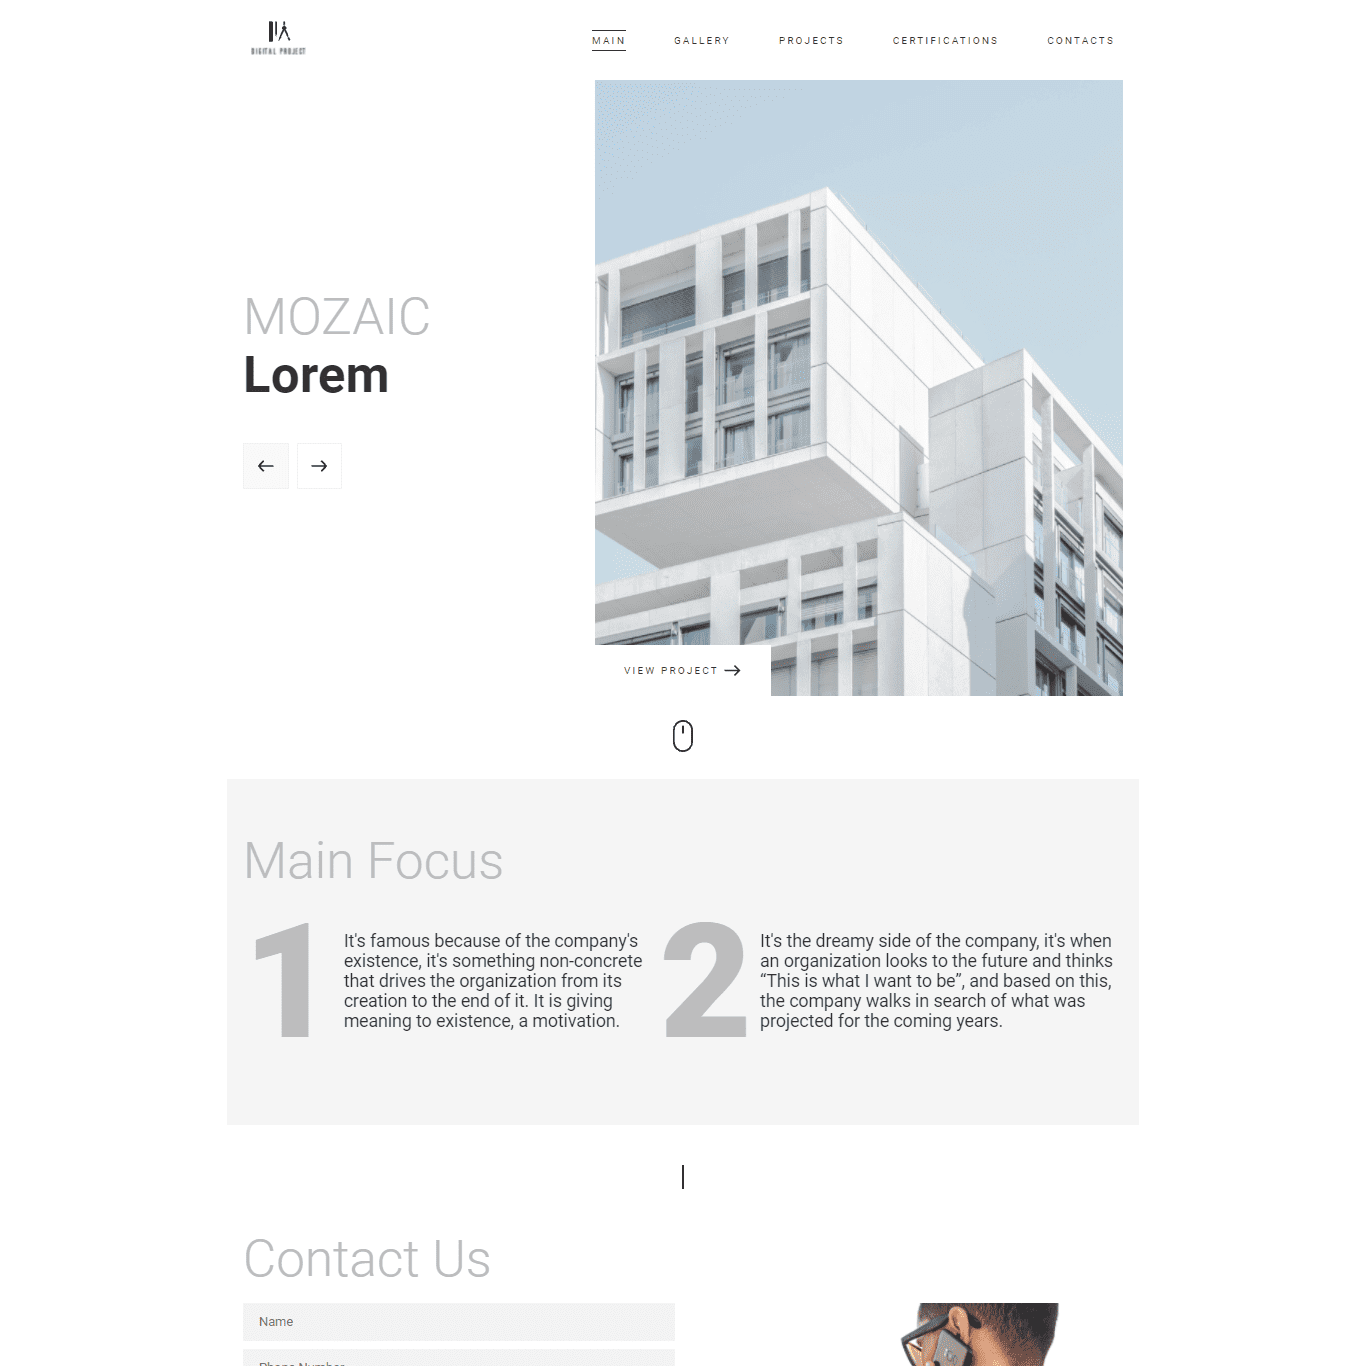 DIGITAL PROJECT
MAIN GALLERY PROJECTS CERTIFICATIONS CONTACTS
MOZAIC
Lorem
VIEW PROJECT
Main Focus
1
It's famous because of the company's
existence, it's something non-concrete
that drives the organization from its
creation to the end of it. It is giving
meaning to existence, a motivation.
2
It's the dreamy side of the company, it's when
an organization looks to the future and thinks
“This is what I want to be”, and based on this,
the company walks in search of what was
projected for the coming years.
Contact Us
Name
Phone Number